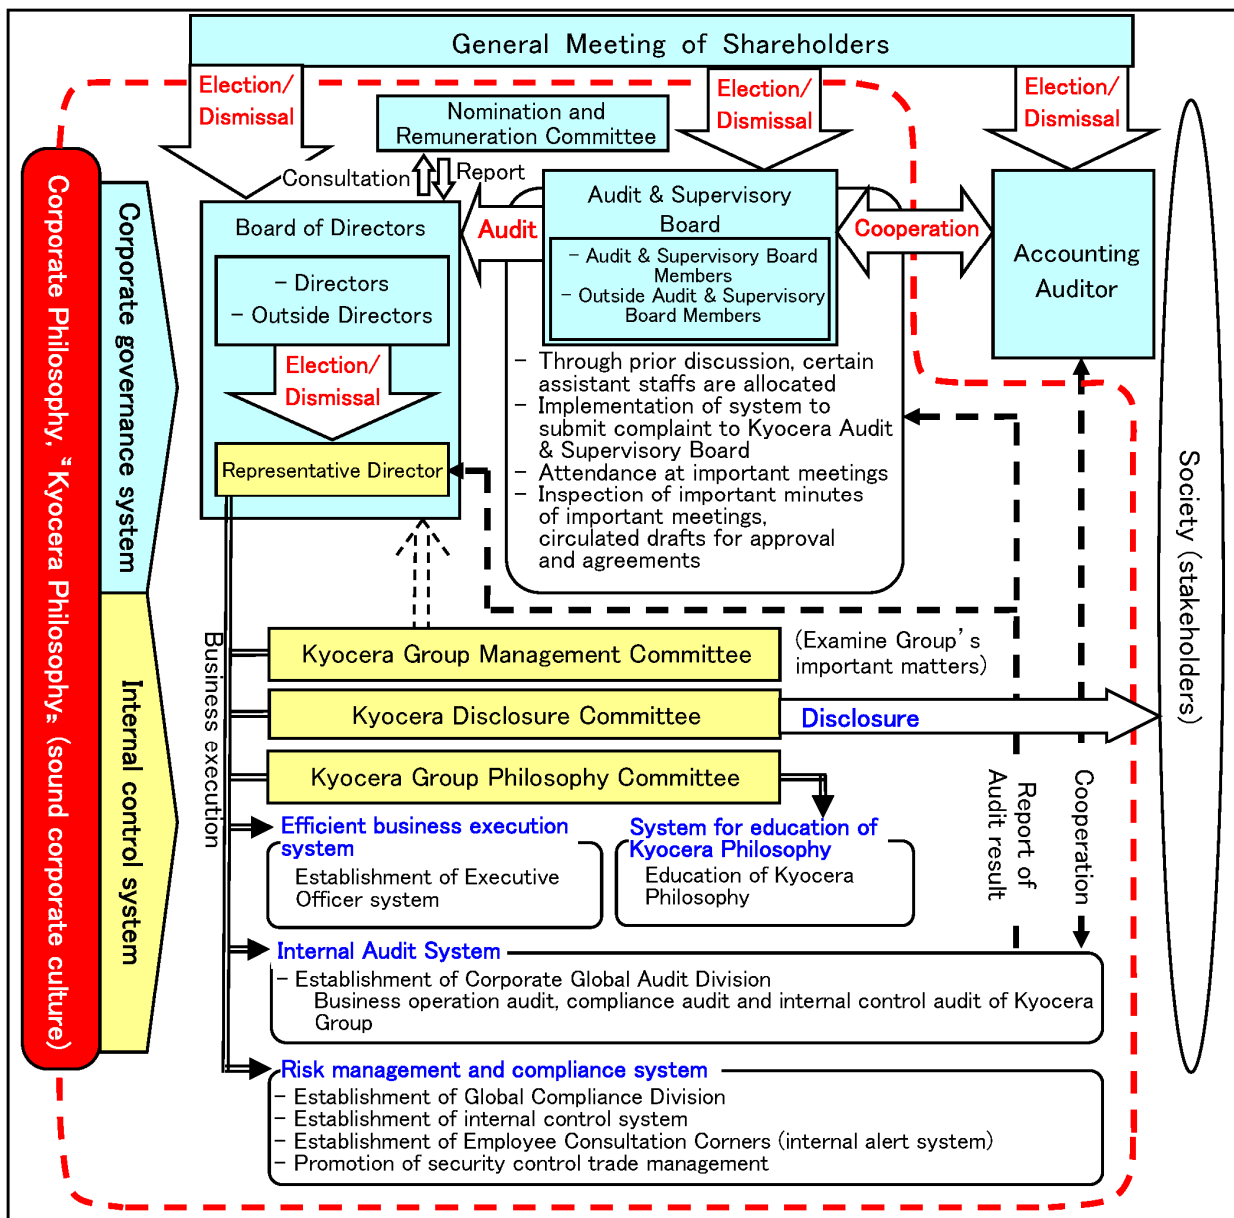 General Meeting of Shareholders
Election/
Dismissal
Election/
Dismissal
Election/
Dismissal
Nomination and
Remuneration Committee
Consultation
Report
Corporate Philosophy, "Kyocera Philosophy" (sound corporate culture)
Corporate governance system
Internal control system
Board of Directors
- Directors
- Outside Directors
Election/
Dismissal
Representative Director
Audit
Audit & Supervisory
Board
- Audit & Supervisory Board
Members
- Outside Audit & Supervisory
Board Members
Cooperation
Accounting
Auditor
- Through prior discussion, certain
assistant staffs are allocated
- Implementation of system to
submit complaint to Kyocera Audit
& Supervisory Board
- Attendance at important meetings
- Inspection of important minutes
of important meetings,
circulated drafts for approval
and agreements
Society (stakeholders)
Business execution
Kyocera Group Management Committee
(Examine Group's
important matters)
Kyocera Disclosure Committee
Disclosure
Kyocera Group Philosophy Committee
Report of
Audit result
Cooperation
Efficient business execution
system
Establishment of Executive
Officer system
System for education of
Kyocera Philosophy
Education of Kyocera
Philosophy
Internal Audit System
- Establishment of Corporate Global Audit Division
Business operation audit, compliance audit and internal control audit of Kyocera
Group
Risk management and compliance system
- Establishment of Global Compliance Division
- Establishment of internal control system
- Establishment of Employee Consultation Corners (internal alert system)
- Promotion of security control trade management